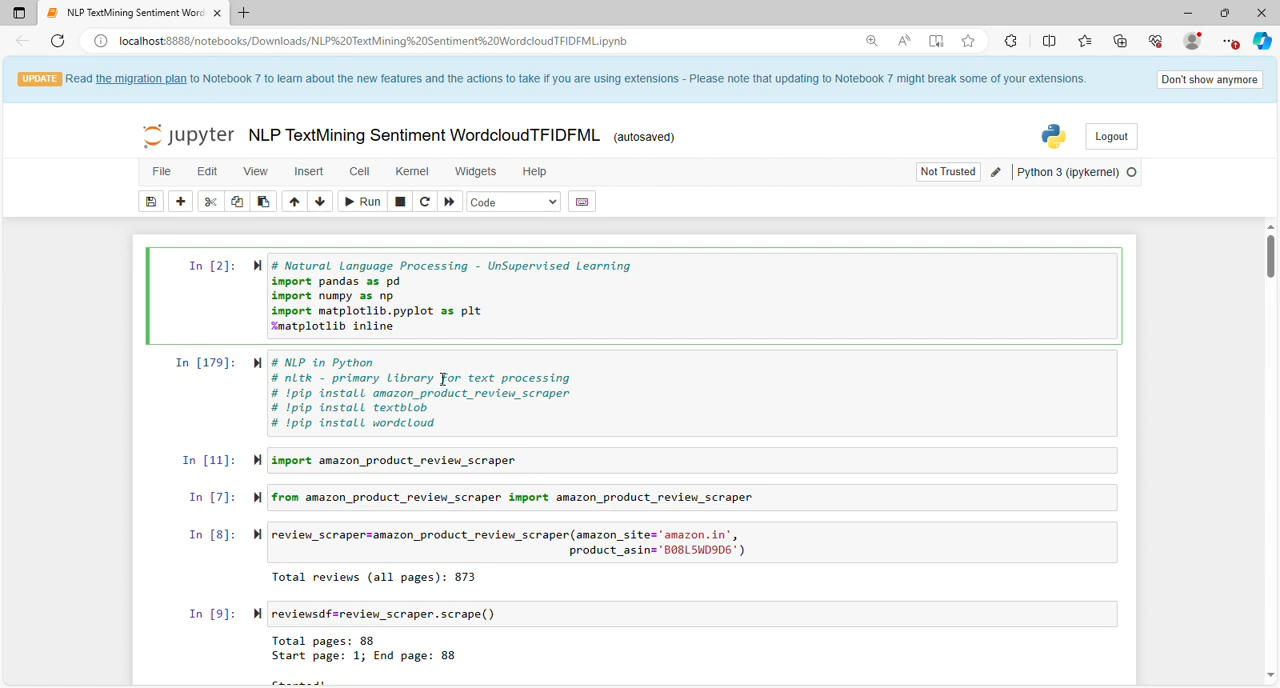 NLP TextMining Sentiment Word
localhost:8888/notebooks/Downloads/NLP%20TextMining%20Sentiment%20WordcloudTFIDFML.ipynb
UPDATE Read the migration plan to Notebook 7 to learn about the new features and the actions to take if you are using extensions - Please note that updating to Notebook 7 might break some of your extensions.
Don't show anymore
jupyter NLP TextMining Sentiment WordcloudTFIDFML (autosaved)
Logout
File Edit View Insert Cell Kernel Widgets Help
Not Trusted Python 3 (ipykernel)
Run Code
In [2]: # Natural Language Processing - UnSupervised Learning
import pandas as pd
import numpy as np
import matplotlib.pyplot as plt
%matplotlib inline
In [179]: # NLP in Python
# nltk - primary library for text processing
# !pip install amazon_product_review_scraper
# !pip install textblob
# !pip install wordcloud
In [11]: import amazon_product_review_scraper
In [7]: from amazon_product_review_scraper import amazon_product_review_scraper
In [8]: review_scraper=amazon_product_review_scraper(amazon_site='amazon.in',
product_asin='B08L5WD9D6')
Total reviews (all pages): 873
In [9]: reviewsdf=review_scraper.scrape()
Total pages: 88
Start page: 1; End page: 88
Started!